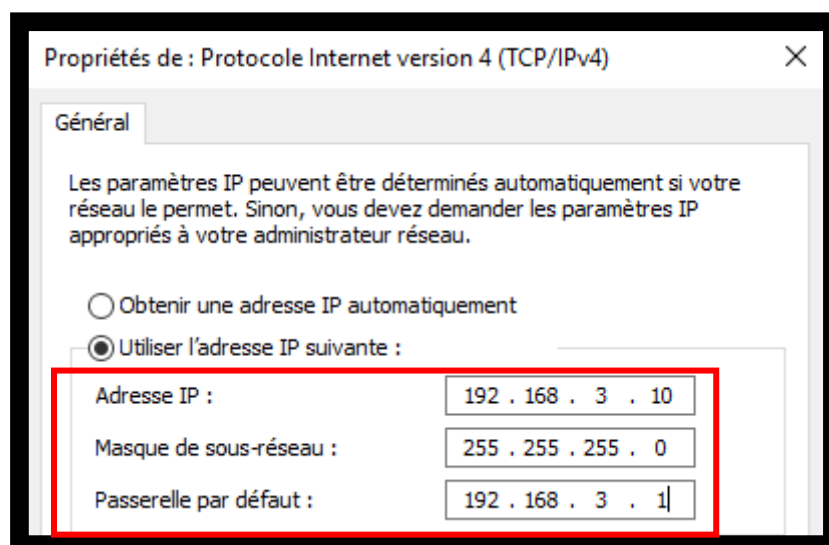 Propriétés de : Protocole Internet version 4 (TCP/IPv4)
Général
Les paramètres IP peuvent être déterminés automatiquement si votre
réseau le permet. Sinon, vous devez demander les paramètres IP
appropriés à votre administrateur réseau.
Obtenir une adresse IP automatiquement
Utiliser l'adresse IP suivante :
Adresse IP : 192 . 168 . 3 . 10
Masque de sous-réseau : 255 . 255 . 255 . 0
Passerelle par défaut : 192 . 168 . 3 . 1